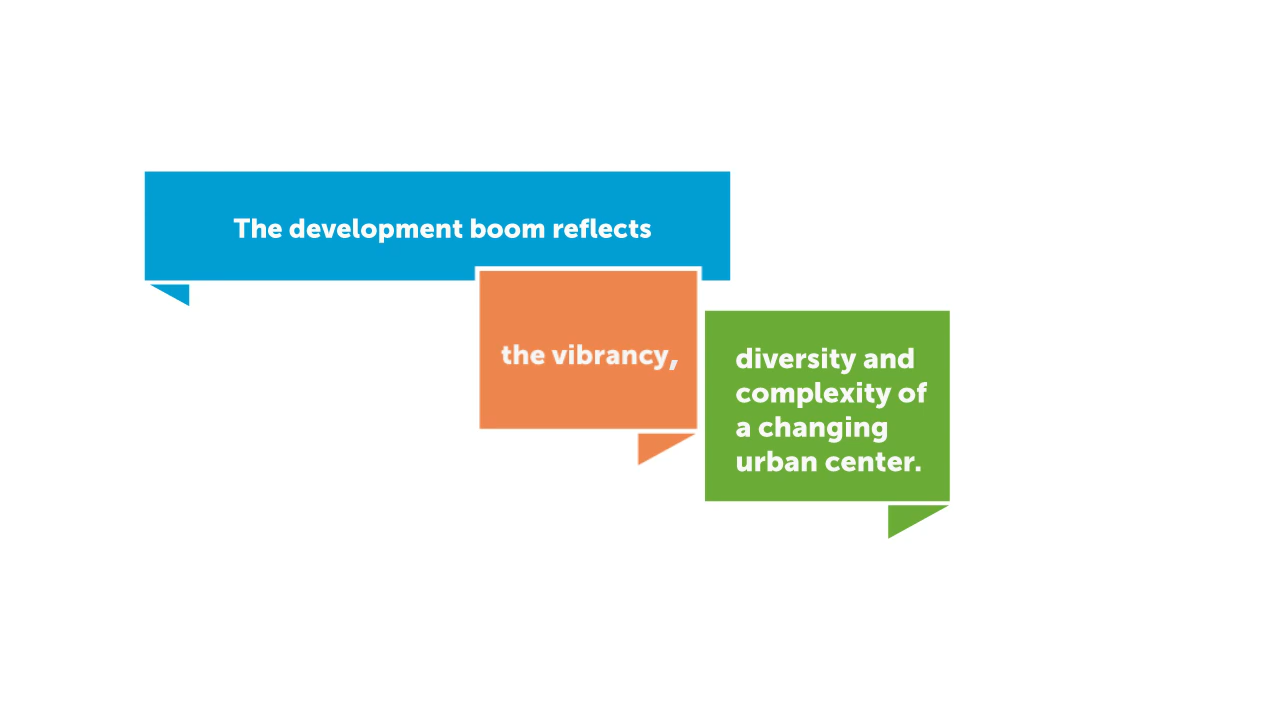 The development boom reflects
the vibrancy,
diversity and
complexity of
a changing
urban center.